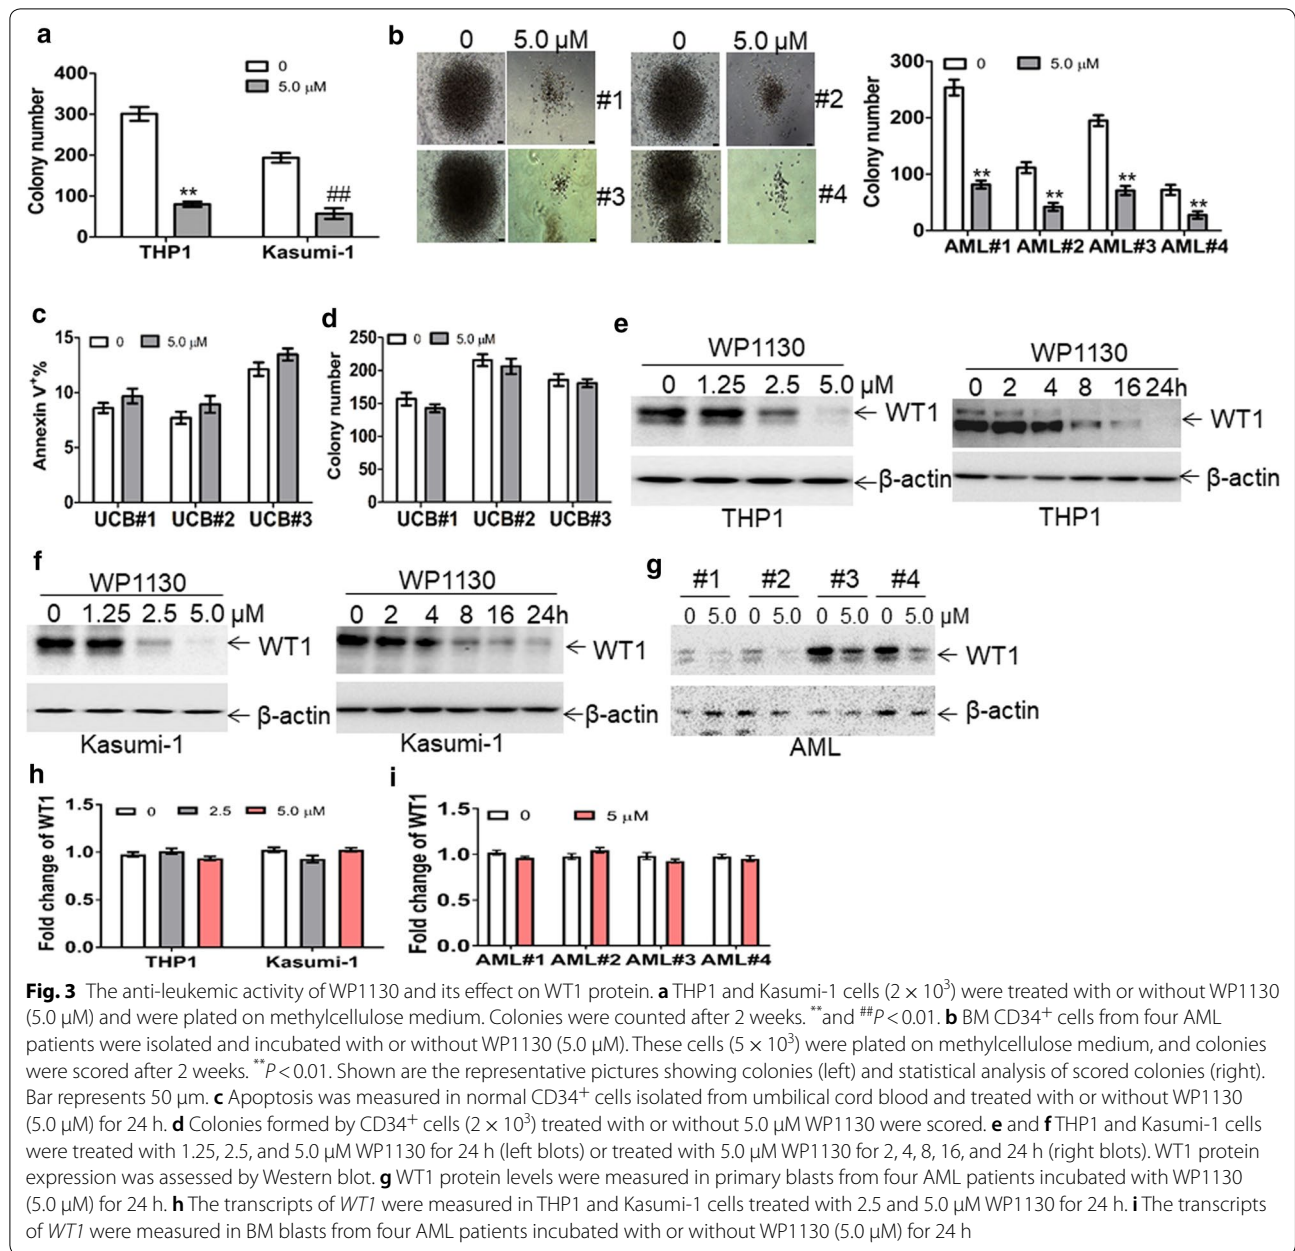 a
Colony number
400
300
200
100
0
0
5.0 µM
**
##
THP1 Kasumi-1
b
0 5.0 µM 0 5.0 µM
#1 #2
#3 #4
Colony number
300
200
100
0
0 5.0 µM
** ** ** **
AML#1 AML#2 AML#3 AML#4
c
Annexin V⁺%
15
10
5
0
0 5.0 µM
UCB#1 UCB#2 UCB#3
d
Colony number
250
200
150
100
50
0
0 5.0 µM
UCB#1 UCB#2 UCB#3
e
WP1130
0 1.25 2.5 5.0 µM
← WT1
← β-actin
THP1
WP1130
0 2 4 8 16 24h
← WT1
← β-actin
THP1
f
WP1130
0 1.25 2.5 5.0 µM
← WT1
← β-actin
Kasumi-1
WP1130
0 2 4 8 16 24h
← WT1
← β-actin
Kasumi-1
g
#1 #2 #3 #4
0 5.0 0 5.0 0 5.0 0 5.0 µM
← WT1
← β-actin
AML
h
Fold change of WT1
1.5
1.0
0.5
0.0
0 2.5 5.0 µM
THP1 Kasumi-1
i
Fold change of WT1
1.5
1.0
0.5
0.0
0 5 µM
AML#1 AML#2 AML#3 AML#4
Fig. 3 The anti-leukemic activity of WP1130 and its effect on WT1 protein. a THP1 and Kasumi-1 cells (2 × 10³) were treated with or without WP1130
(5.0 µM) and were plated on methylcellulose medium. Colonies were counted after 2 weeks. **and ##P < 0.01. b BM CD34⁺ cells from four AML
patients were isolated and incubated with or without WP1130 (5.0 µM). These cells (5 × 10³) were plated on methylcellulose medium, and colonies
were scored after 2 weeks. **P < 0.01. Shown are the representative pictures showing colonies (left) and statistical analysis of scored colonies (right).
Bar represents 50 µm. c Apoptosis was measured in normal CD34⁺ cells isolated from umbilical cord blood and treated with or without WP1130
(5.0 µM) for 24 h. d Colonies formed by CD34⁺ cells (2 × 10³) treated with or without 5.0 µM WP1130 were scored. e and f THP1 and Kasumi-1 cells
were treated with 1.25, 2.5, and 5.0 µM WP1130 for 24 h (left blots) or treated with 5.0 µM WP1130 for 2, 4, 8, 16, and 24 h (right blots). WT1 protein
expression was assessed by Western blot. g WT1 protein levels were measured in primary blasts from four AML patients incubated with WP1130
(5.0 µM) for 24 h. h The transcripts of WT1 were measured in THP1 and Kasumi-1 cells treated with 2.5 and 5.0 µM WP1130 for 24 h. i The transcripts
of WT1 were measured in BM blasts from four AML patients incubated with or without WP1130 (5.0 µM) for 24 h